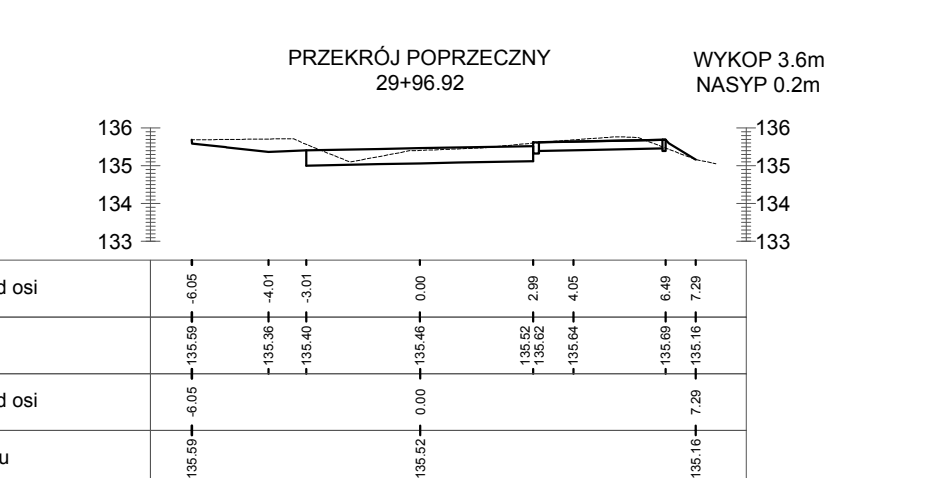 PRZEKRÓJ POPRZECZNY
29+96.92
WYKOP 3.6m
NASYP 0.2m
136
135
134
133
136
135
134
133
d osi
-6.05 -4.01 -3.01 0.00 2.99 4.05 6.49 7.29
135.59 135.36 135.40 135.46 135.52 135.62 135.64 135.69 135.16
d osi
-6.05 0.00 7.29
u
135.59 135.52 135.16